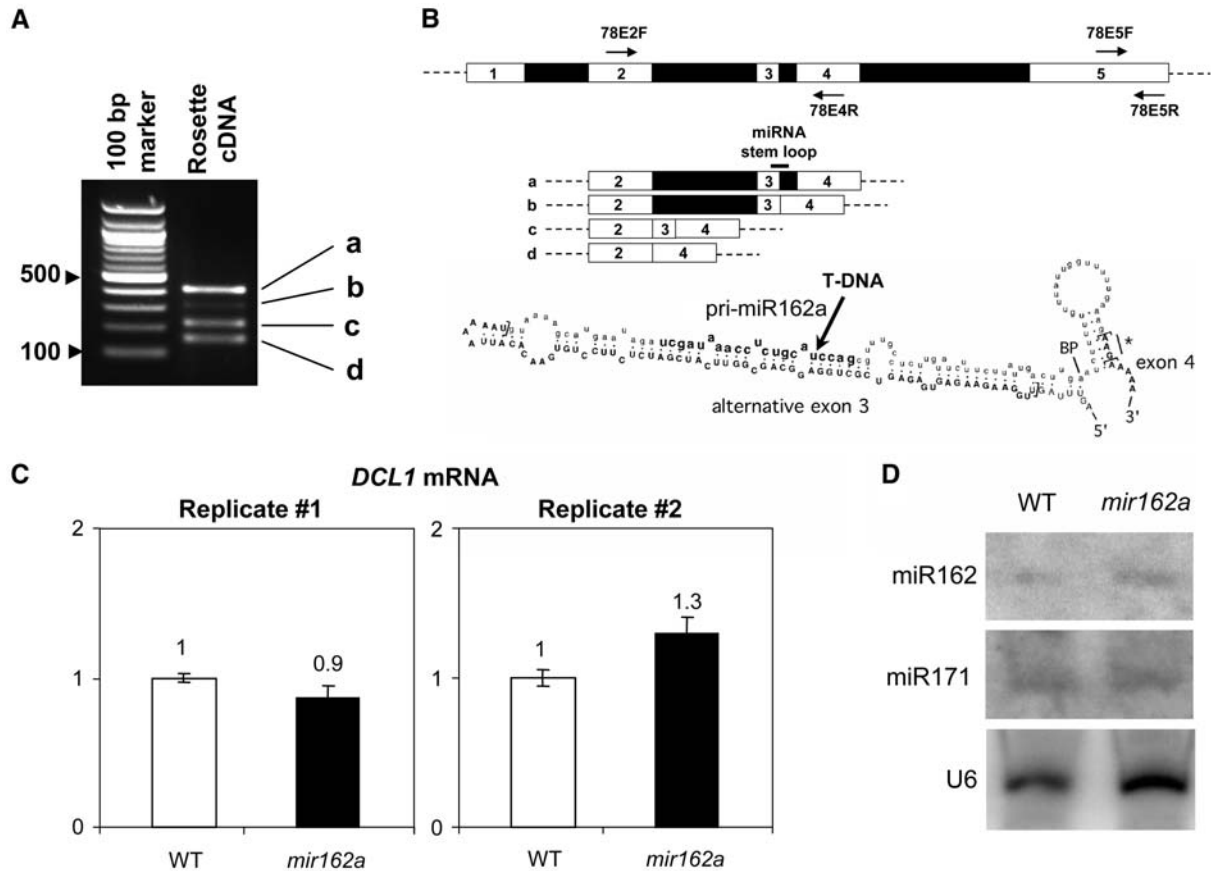 A
100 bp
marker
Rosette
cDNA
500
100
a
b
c
d
B
78E2F
78E5F
1
2
3
4
5
78E4R
78E5R
miRNA
stem loop
a
2
3
4
b
2
3
4
c
2
3
4
d
2
4
T-DNA
pri-miR162a
ucgauaaaccucugcauccag
BP
*
exon 4
alternative exon 3
5'
3'
C
DCL1 mRNA
Replicate #1
Replicate #2
2
1
0
1
0.9
WT
mir162a
2
1
0
1
1.3
WT
mir162a
D
WT
mir162a
miR162
miR171
U6